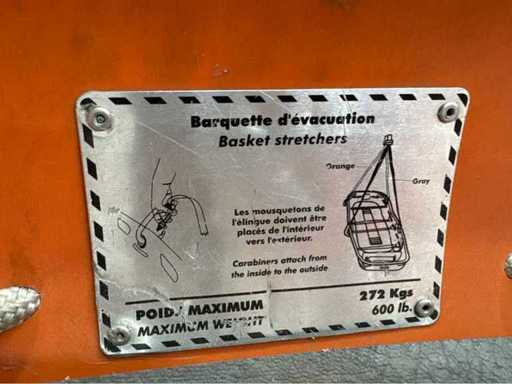 Barquette d'évacuation
Basket stretchers
Orange
Gray
Les mousquetons de
l'élingue doivent être
placés de l'intérieur
vers l'extérieur.
Carabiners attach from
the inside to the outside
POIDS MAXIMUM 272 Kgs
MAXIMUM WEIGHT 600 lb.